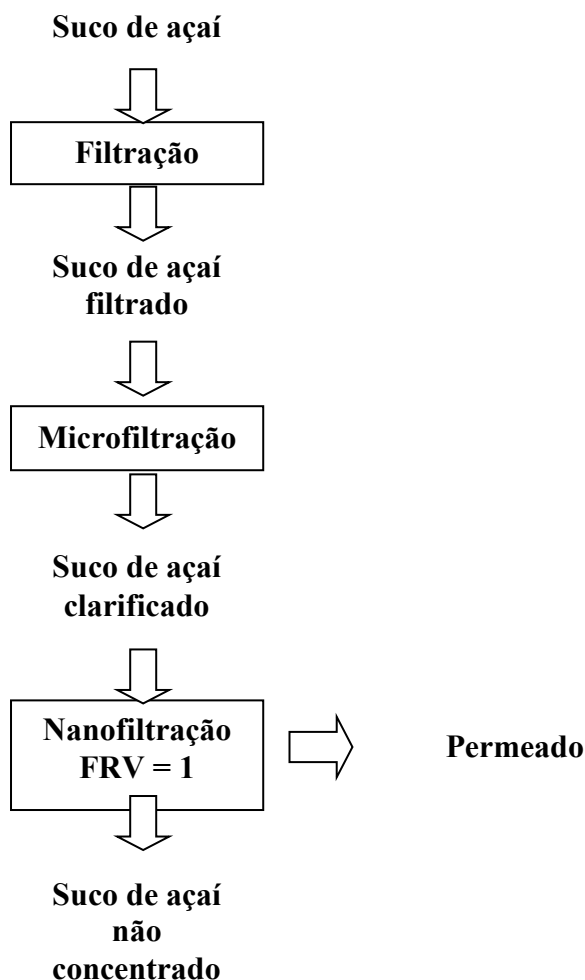 Suco de açaí
Filtração
Suco de açaí
filtrado
Microfiltração
Suco de açaí
clarificado
Nanofiltração
FRV = 1
Permeado
Suco de açaí
não
concentrado